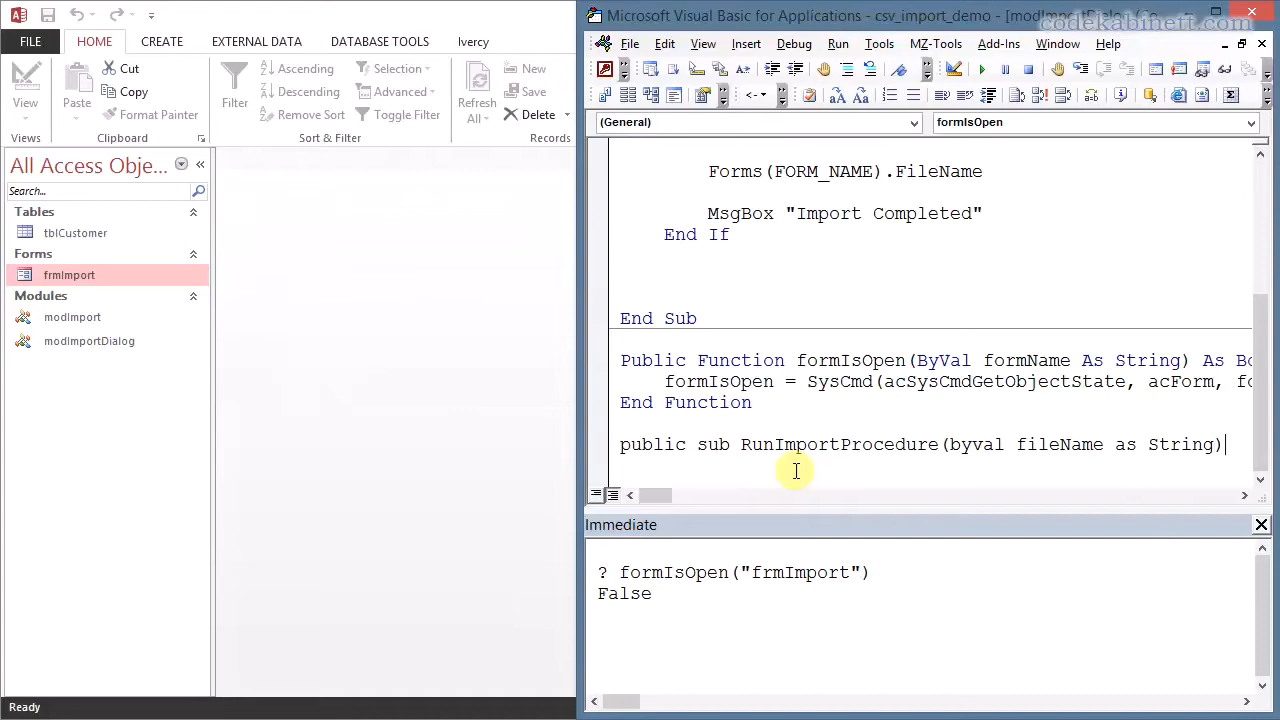 Microsoft Visual Basic for Applications - csv_import_demo - [modImportDialog
codekabinett.com
FILE HOME CREATE EXTERNAL DATA DATABASE TOOLS Ivercy
File Edit View Insert Debug Run Tools MZ-Tools Add-Ins Window Help
View
Paste
Cut
Copy
Format Painter
Clipboard
Filter
Ascending
Descending
Remove Sort
Selection
Advanced
Toggle Filter
Sort & Filter
Refresh
All
New
Save
Delete
Records
Views
(General) formIsOpen
All Access Obje...
Search...
Tables
tblCustomer
Forms
frmImport
Modules
modImport
modImportDialog
Forms(FORM_NAME).FileName
MsgBox "Import Completed"
End If
End Sub
Public Function formIsOpen(ByVal formName As String) As Bo
formIsOpen = SysCmd(acSysCmdGetObjectState, acForm, fo
End Function
public sub RunImportProcedure(byval fileName as String)
Immediate
? formIsOpen("frmImport")
False
Ready